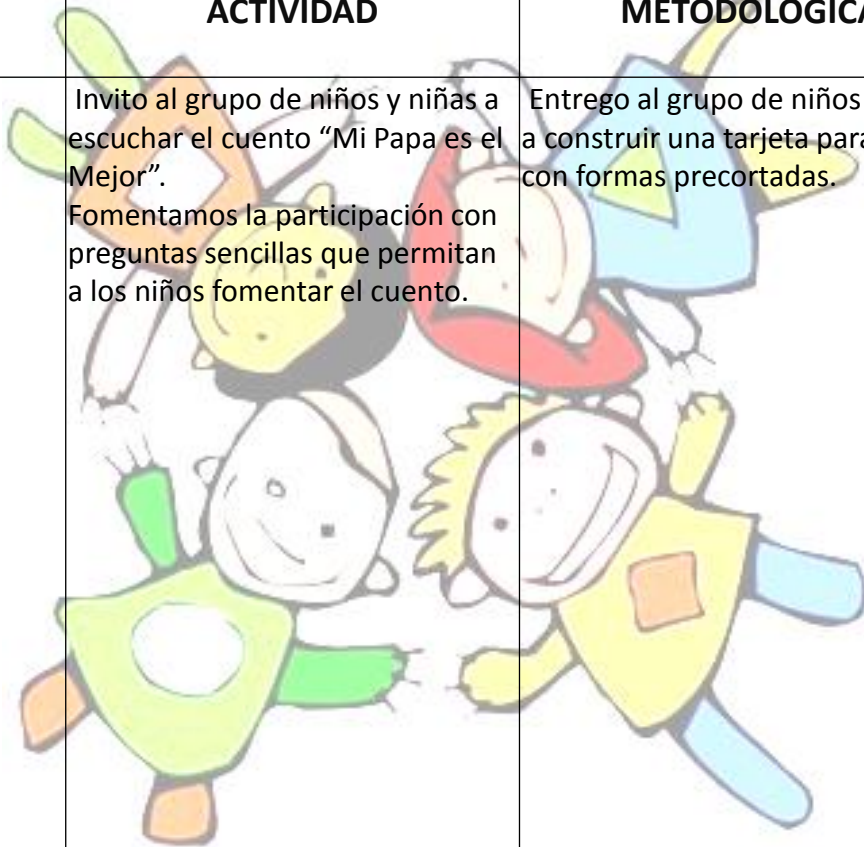 ACTIVIDAD
METODOLOGICA
Invito al grupo de niños y niñas a
escuchar el cuento “Mi Papa es el
Mejor”.
Fomentamos la participación con
preguntas sencillas que permitan
a los niños fomentar el cuento.
Entrego al grupo de niños
a construir una tarjeta para
con formas precortadas.